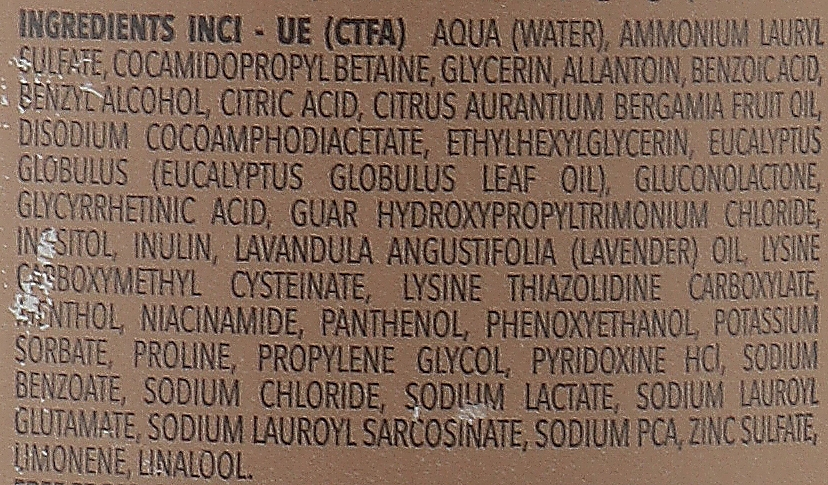 INGREDIENTS INCI - UE (CTFA) AQUA (WATER), AMMONIUM LAURYL
SULFATE, COCAMIDOPROPYL BETAINE, GLYCERIN, ALLANTOIN, BENZOIC ACID,
BENZYL ALCOHOL, CITRIC ACID, CITRUS AURANTIUM BERGAMIA FRUIT OIL,
DISODIUM COCOAMPHODIACETATE, ETHYLHEXYLGLYCERIN, EUCALYPTUS
GLOBULUS (EUCALYPTUS GLOBULUS LEAF OIL), GLUCONOLACTONE,
GLYCYRRHETINIC ACID, GUAR HYDROXYPROPYLTRIMONIUM CHLORIDE,
INOSITOL, INULIN, LAVANDULA ANGUSTIFOLIA (LAVENDER) OIL, LYSINE
CARBOXYMETHYL CYSTEINATE, LYSINE THIAZOLIDINE CARBOXYLATE,
MENTHOL, NIACINAMIDE, PANTHENOL, PHENOXYETHANOL, POTASSIUM
SORBATE, PROLINE, PROPYLENE GLYCOL, PYRIDOXINE HCl, SODIUM
BENZOATE, SODIUM CHLORIDE, SODIUM LACTATE, SODIUM LAUROYL
GLUTAMATE, SODIUM LAUROYL SARCOSINATE, SODIUM PCA, ZINC SULFATE,
LIMONENE, LINALOOL.